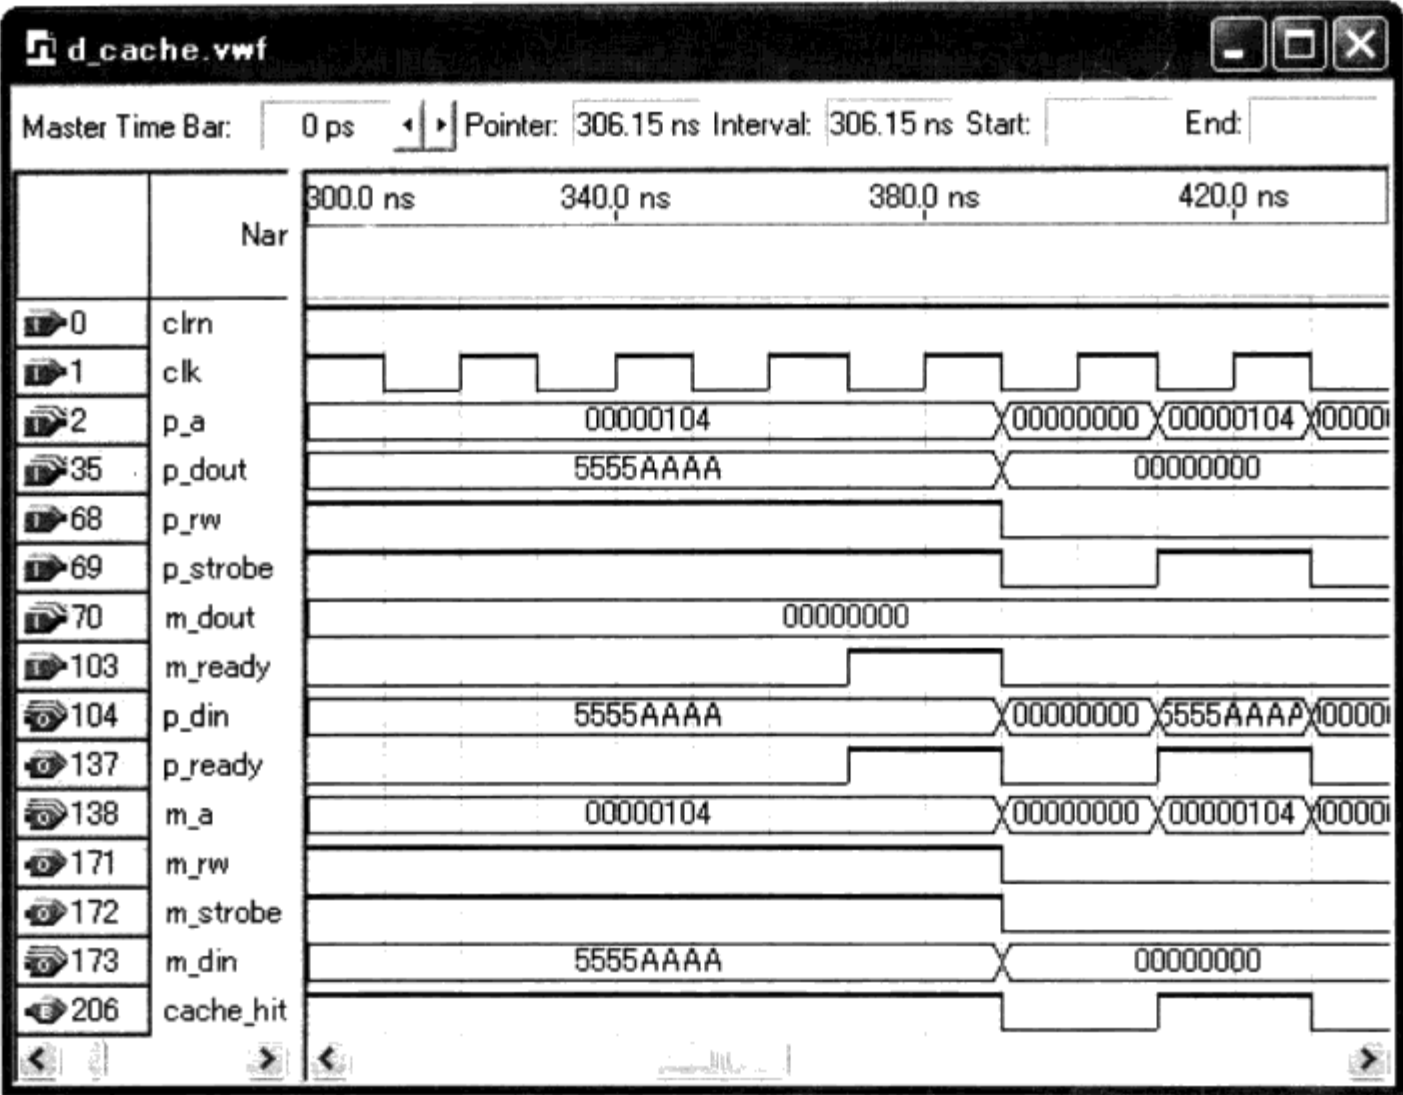 d_cache.vwf
Master Time Bar: 0 ps Pointer: 306.15 ns Interval: 306.15 ns Start: End:
300.0 ns 340.0 ns 380.0 ns 420.0 ns
Nar
0 clrn
1 clk
2 p_a 00000104 00000000 00000104
35 p_dout 5555AAAA 00000000
68 p_rw
69 p_strobe
70 m_dout 00000000
103 m_ready
104 p_din 5555AAAA 00000000 5555AAAA
137 p_ready
138 m_a 00000104 00000000 00000104
171 m_rw
172 m_strobe
173 m_din 5555AAAA 00000000
206 cache_hit